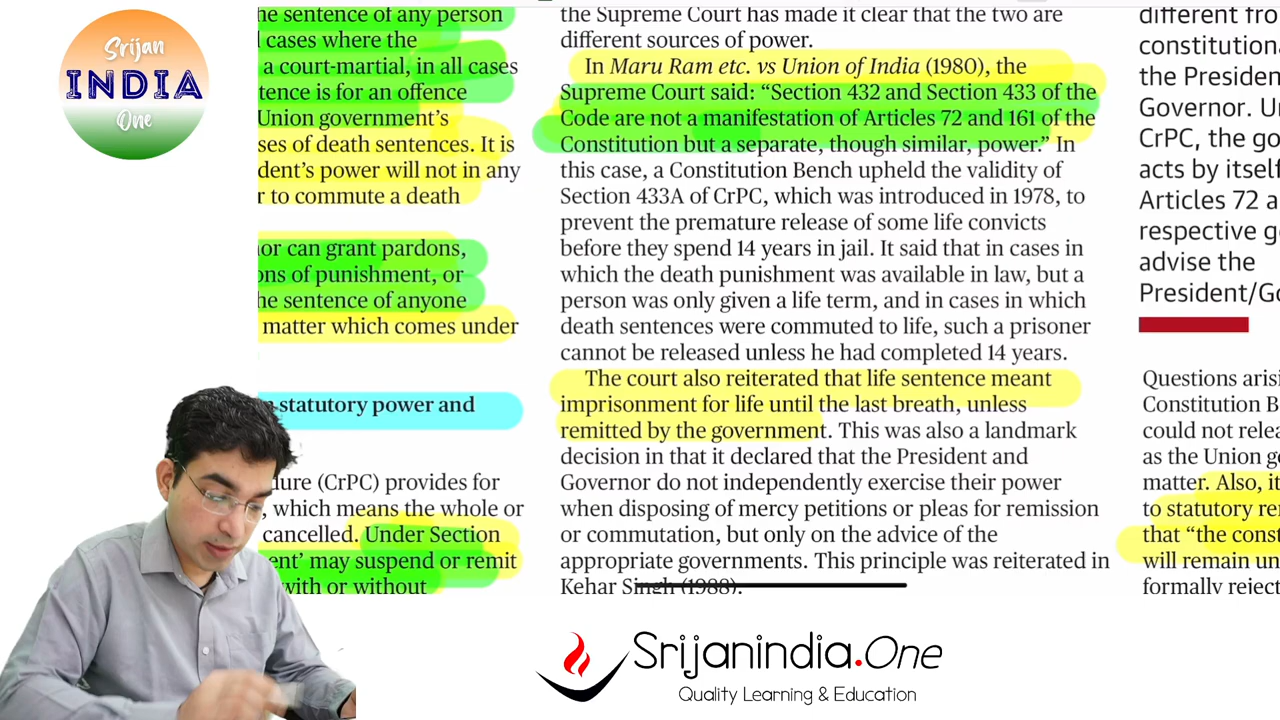 Srijan
INDIA
One
he sentence of any person
cases where the
a court-martial, in all cases
tence is for an offence
Union government's
ses of death sentences. It is
dent's power will not in any
r to commute a death
nor can grant pardons,
ons of punishment, or
he sentence of anyone
matter which comes under
statutory power and
dure (CrPC) provides for
, which means the whole or
cancelled. Under Section
ent' may suspend or remit
with or without
the Supreme Court has made it clear that the two are
different sources of power.
In Maru Ram etc. vs Union of India (1980), the
Supreme Court said: “Section 432 and Section 433 of the
Code are not a manifestation of Articles 72 and 161 of the
Constitution but a separate, though similar, power.” In
this case, a Constitution Bench upheld the validity of
Section 433A of CrPC, which was introduced in 1978, to
prevent the premature release of some life convicts
before they spend 14 years in jail. It said that in cases in
which the death punishment was available in law, but a
person was only given a life term, and in cases in which
death sentences were commuted to life, such a prisoner
cannot be released unless he had completed 14 years.
The court also reiterated that life sentence meant
imprisonment for life until the last breath, unless
remitted by the government. This was also a landmark
decision in that it declared that the President and
Governor do not independently exercise their power
when disposing of mercy petitions or pleas for remission
or commutation, but only on the advice of the
appropriate governments. This principle was reiterated in
Kehar Singh (1988).
different fro
constitutiona
the President
Governor. Un
CrPC, the go
acts by itself
Articles 72 a
respective go
advise the
President/Go
Questions arisi
Constitution B
could not relea
as the Union go
matter. Also, it
to statutory rem
that “the const
will remain un
formally reject
Srijanindia.One
Quality Learning & Education